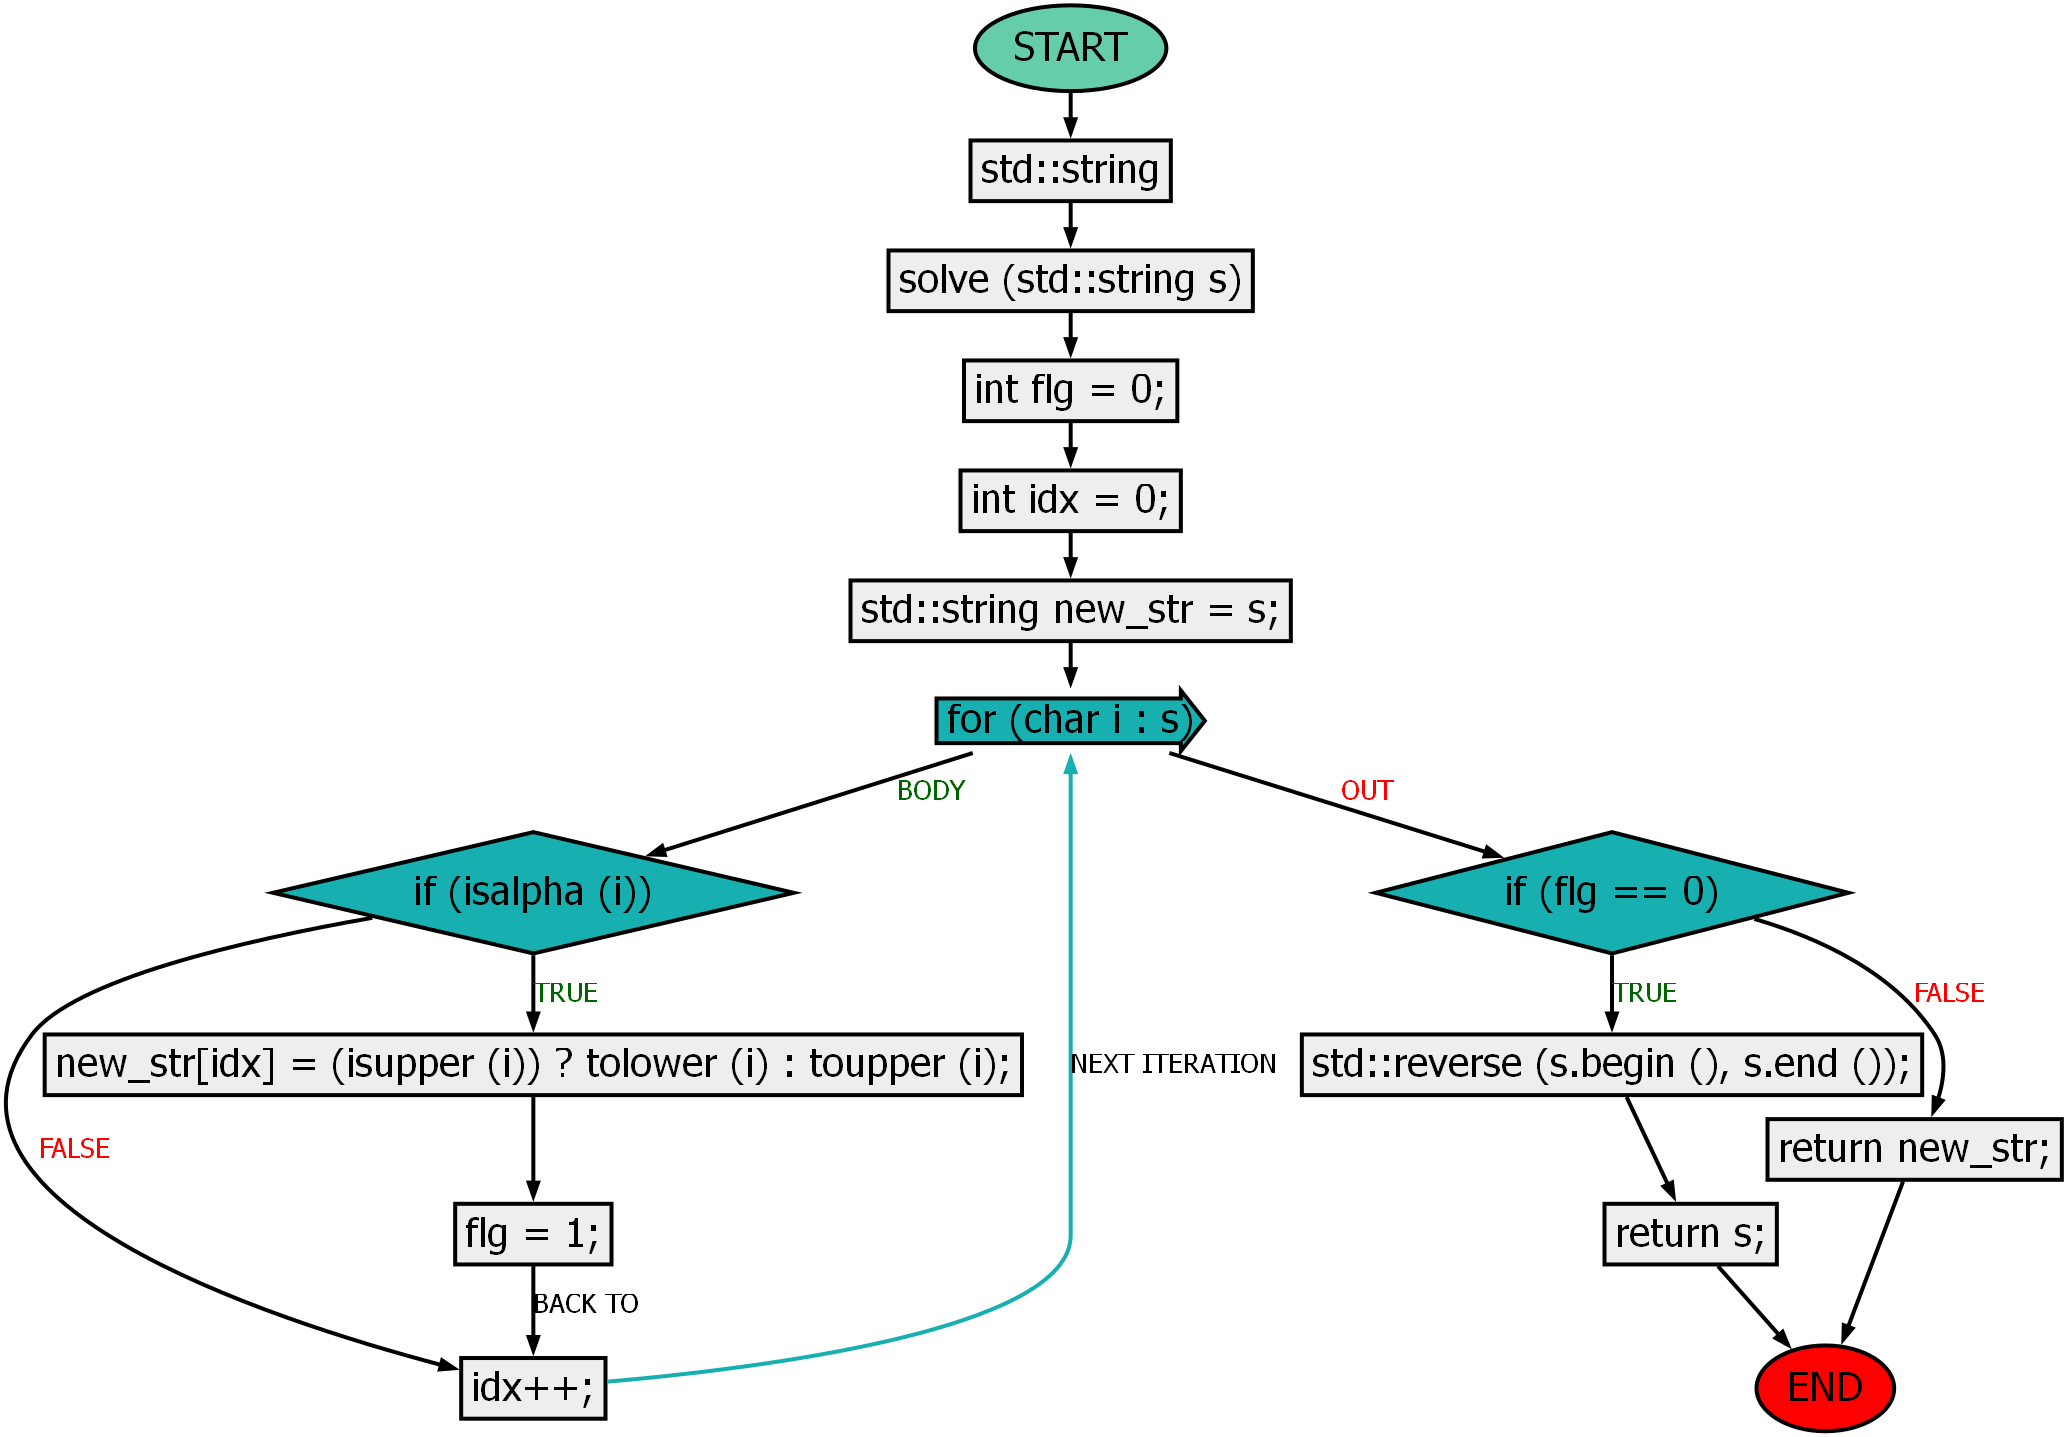 START
std::string
solve (std::string s)
int flg = 0;
int idx = 0;
std::string new_str = s;
for (char i : s)
BODY
OUT
if (isalpha (i))
if (flg == 0)
TRUE
TRUE
FALSE
new_str[idx] = (isupper (i)) ? tolower (i) : toupper (i);
NEXT ITERATION
std::reverse (s.begin (), s.end ());
FALSE
return new_str;
flg = 1;
return s;
BACK TO
idx++;
END